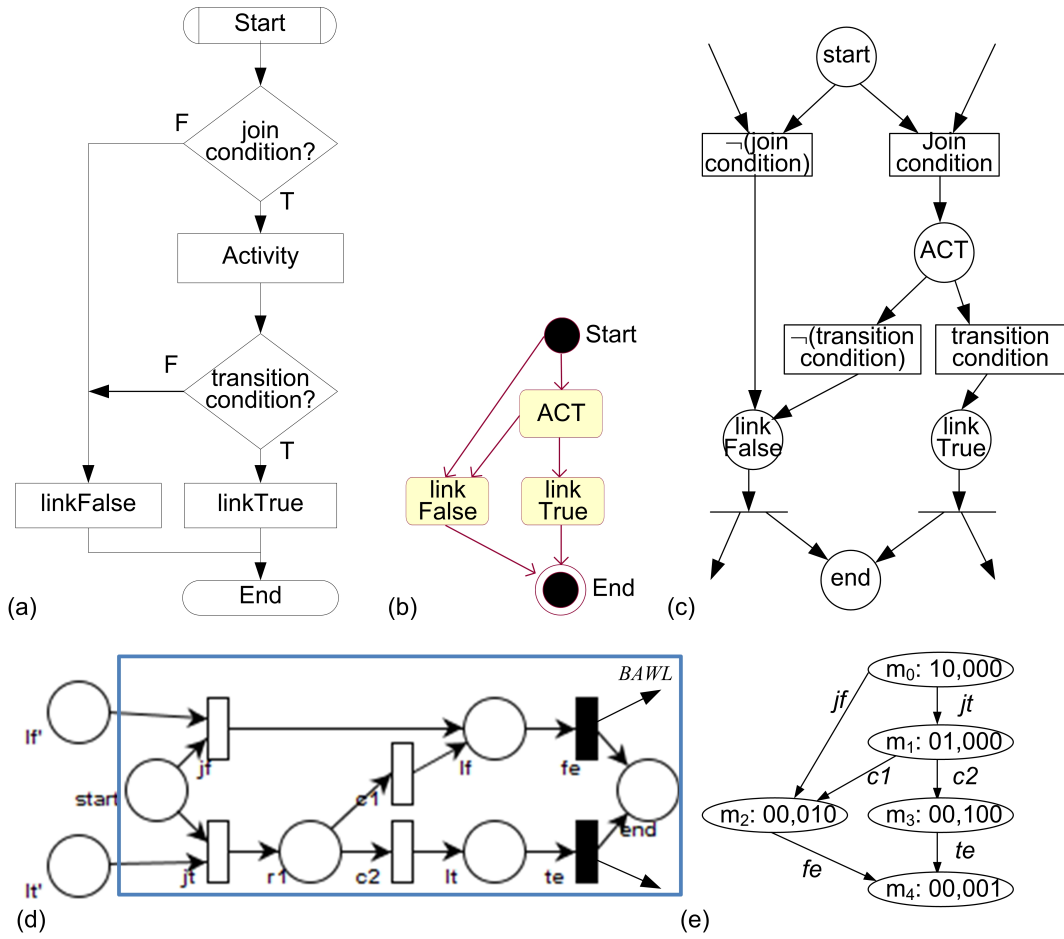 Start
F
join
condition?
T
Activity
F
transition
condition?
T
linkFalse
linkTrue
End
(a)
Start
ACT
link
False
link
True
End
(b)
start
¬(join
condition)
Join
condition
ACT
¬(transition
condition)
transition
condition
link
False
link
True
end
(c)
BAWL
lf'
jf
c1
lf
fe
start
end
lt'
jt
r1
c2
lt
te
(d)
m0: 10,000
jf
jt
m1: 01,000
c1
c2
m2: 00,010
m3: 00,100
fe
te
m4: 00,001
(e)